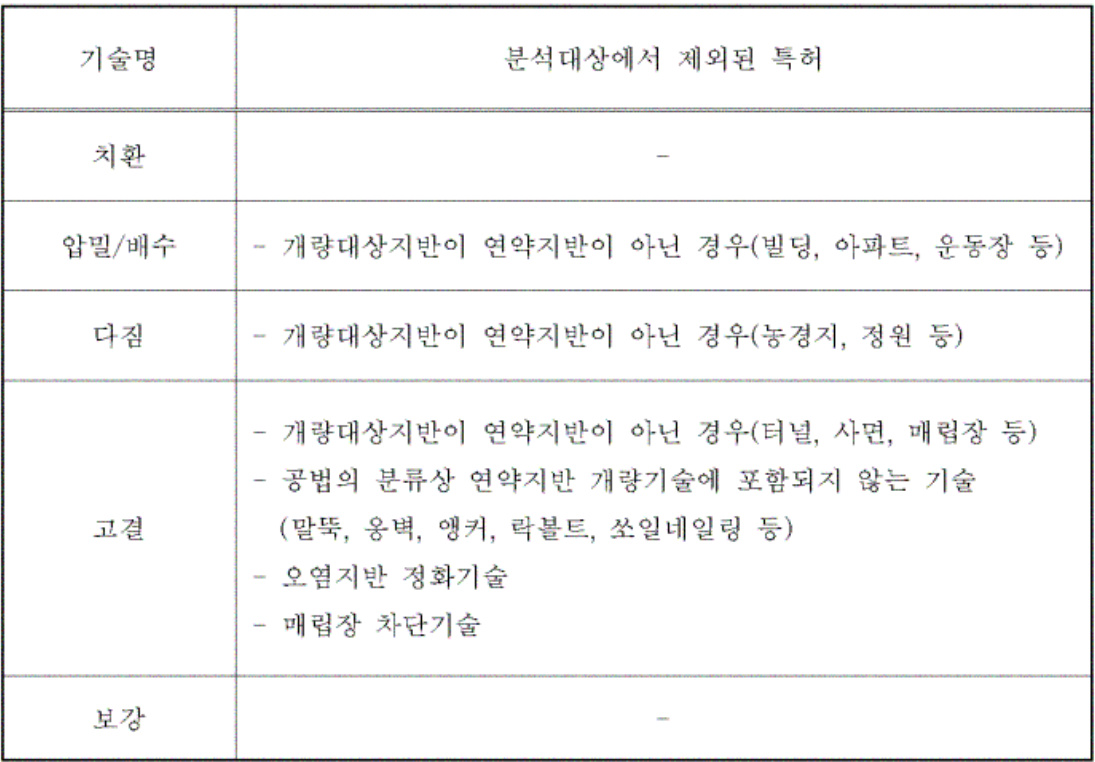 기술명
분석대상에서 제외된 특허
치환
-
압밀/배수
- 개량대상지반이 연약지반이 아닌 경우(빌딩, 아파트, 운동장 등)
다짐
- 개량대상지반이 연약지반이 아닌 경우(농경지, 정원 등)
고결
- 개량대상지반이 연약지반이 아닌 경우(터널, 사면, 매립장 등)
- 공법의 분류상 연약지반 개량기술에 포함되지 않는 기술
(말뚝, 옹벽, 앵커, 락볼트, 쏘일네일링 등)
- 오염지반 정화기술
- 매립장 차단기술
보강
-